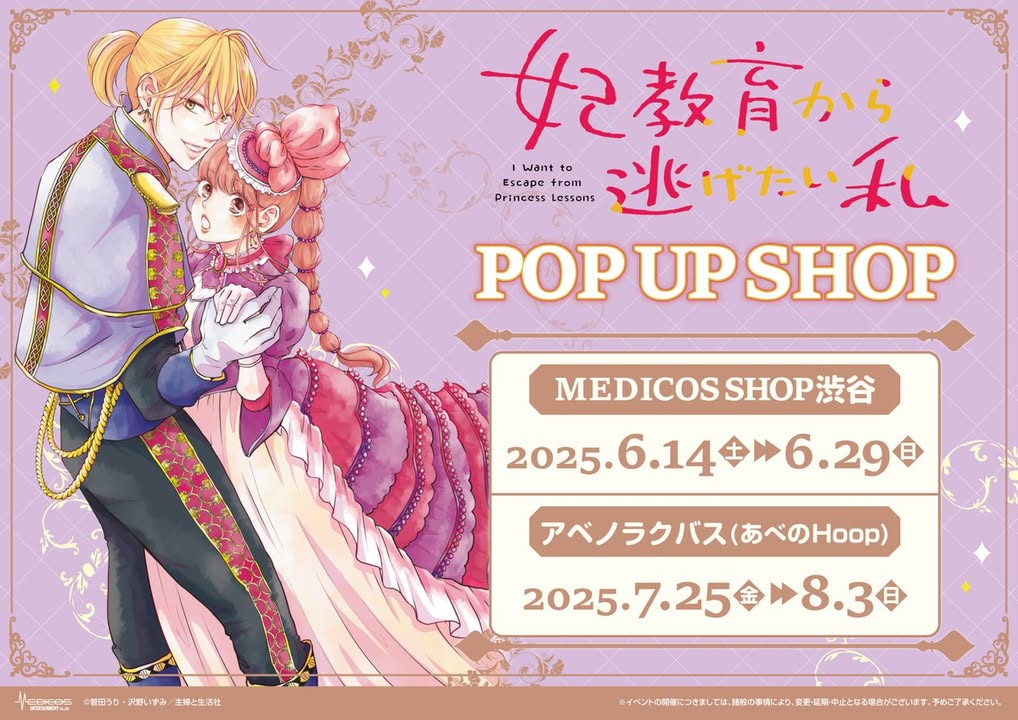 妃教育から
逃げたい私
I Want to
Escape from
Princess Lessons
POP UP SHOP
MEDICOS SHOP渋谷
2025.6.14土 6.29日
アベノラクバス(あべのHoop)
2025.7.25金 8.3日
MEDICOS
ENTERTAINMENT CO.,LTD.
©菅田うり・沢野いずみ/主婦と生活社
※イベントの開催につきましては、諸般の事情により、変更・延期・中止となる場合がございます。予めご了承ください。